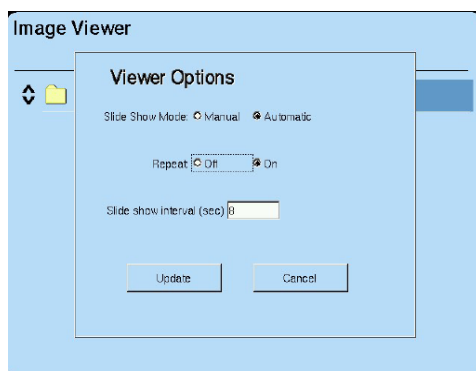 Image Viewer
Viewer Options
Slide Show Mode: Manual Automatic
Repeat Off On
Slide show interval (sec) 8
Update Cancel